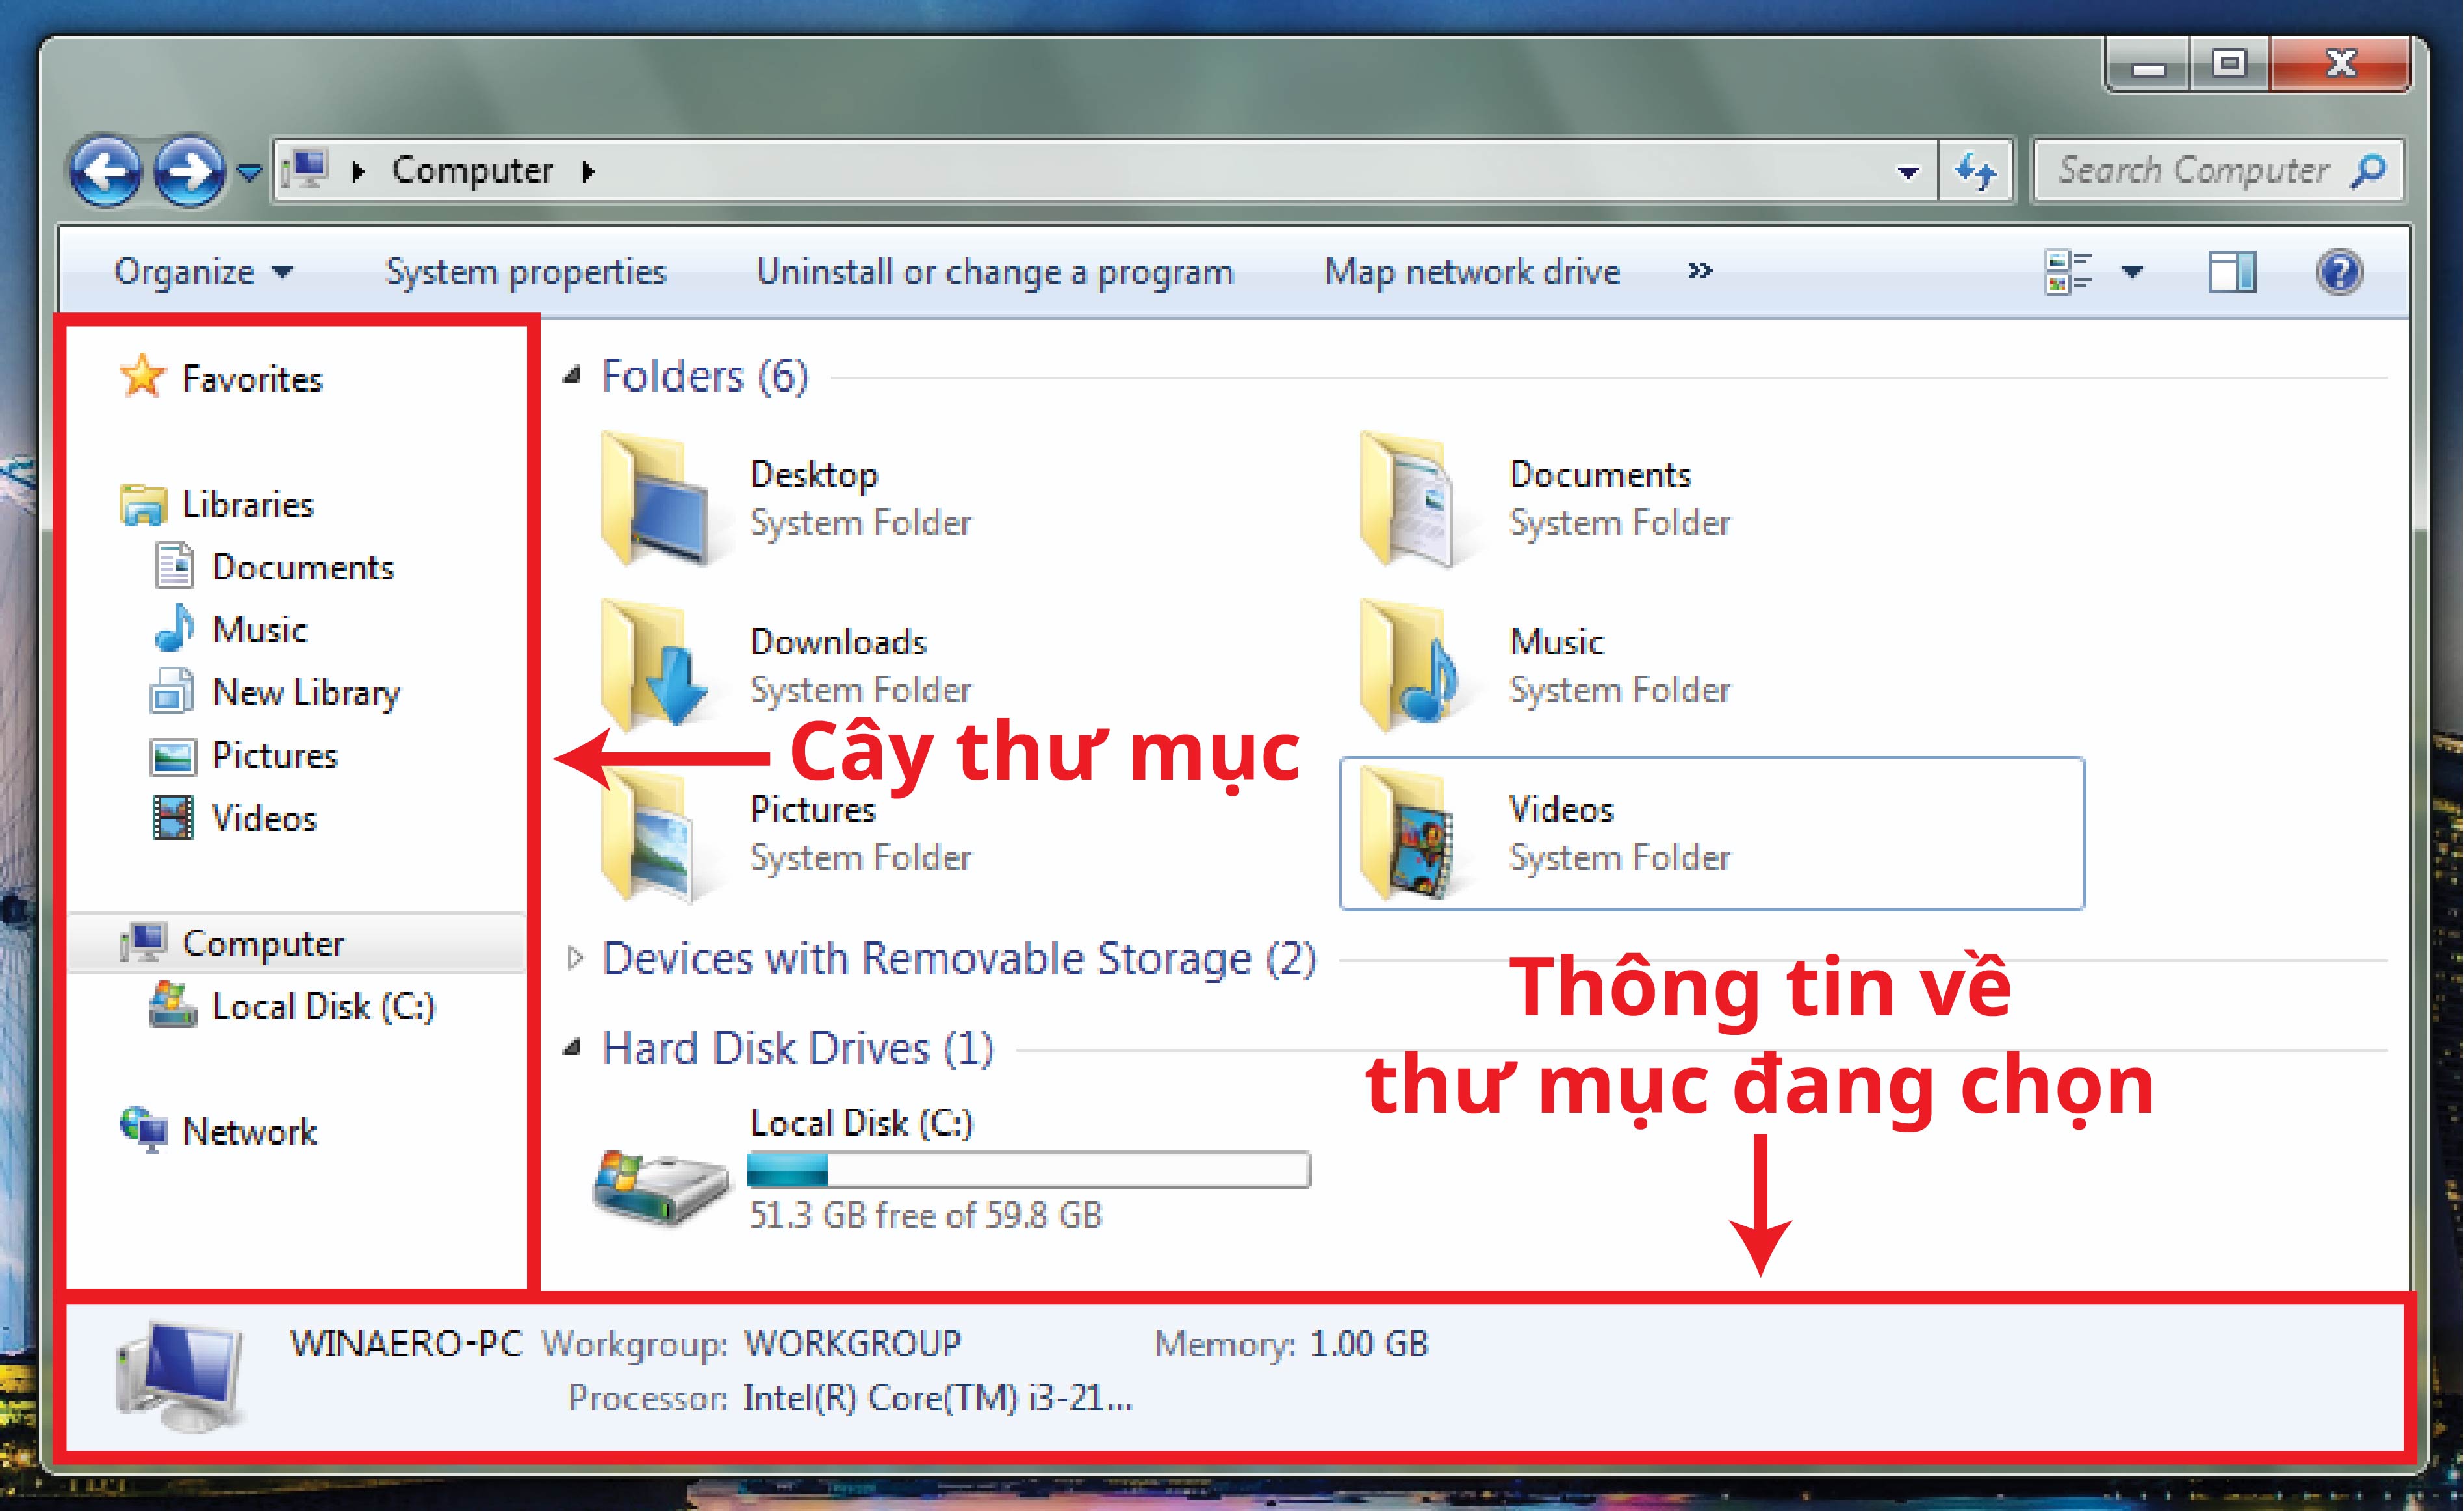 Computer
Search Computer
Organize
System properties
Uninstall or change a program
Map network drive
»
Favorites
Libraries
Documents
Music
New Library
Pictures
Videos
Computer
Local Disk (C:)
Network
Folders (6)
Desktop
System Folder
Documents
System Folder
Downloads
System Folder
Music
System Folder
Cây thư mục
Pictures
System Folder
Videos
System Folder
Devices with Removable Storage (2)
Thông tin về
thư mục đang chọn
Hard Disk Drives (1)
Local Disk (C:)
51.3 GB free of 59.8 GB
WINAERO-PC Workgroup: WORKGROUP Memory: 1.00 GB
Processor: Intel(R) Core(TM) i3-21...